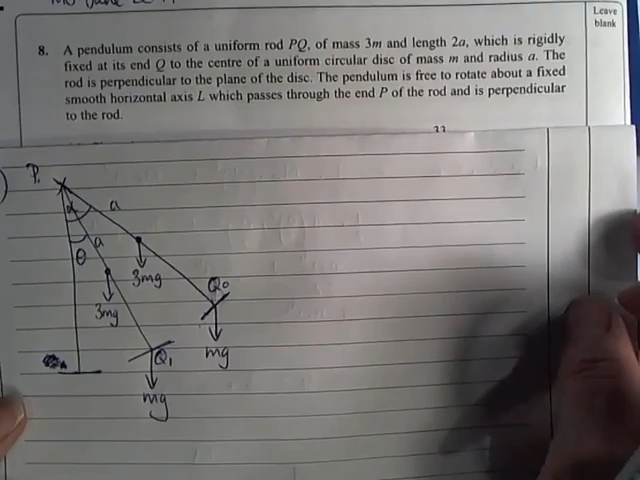 Leave
blank
8. A pendulum consists of a uniform rod PQ, of mass 3m and length 2a, which is rigidly
fixed at its end Q to the centre of a uniform circular disc of mass m and radius a. The
rod is perpendicular to the plane of the disc. The pendulum is free to rotate about a fixed
smooth horizontal axis L which passes through the end P of the rod and is perpendicular
to the rod.
P
a
α
a
θ
3mg
Q₀
3mg
mg
Q₁
mg